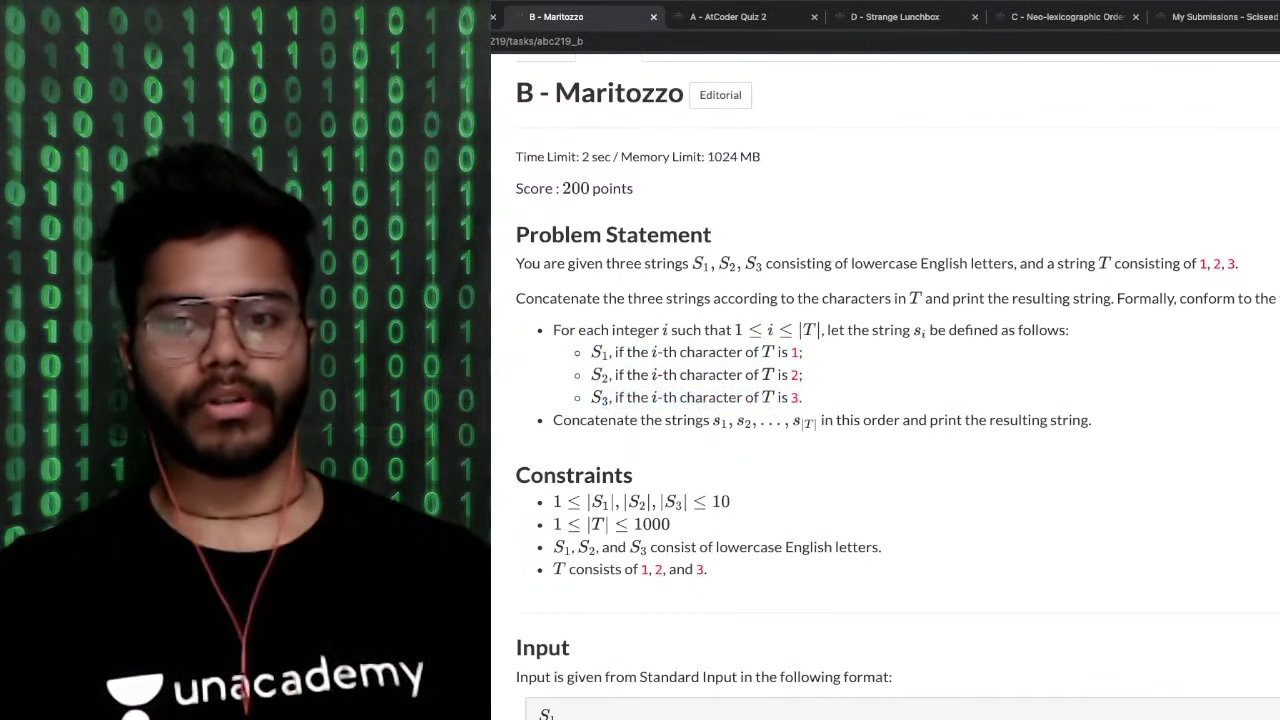 B - Maritozzo
A - AtCoder Quiz 2
D - Strange Lunchbox
C - Neo-lexicographic Orde
My Submissions - Sciseed
219/tasks/abc219_b
B - Maritozzo
Editorial
Time Limit: 2 sec / Memory Limit: 1024 MB
Score : 200 points
Problem Statement
You are given three strings S₁, S₂, S₃ consisting of lowercase English letters, and a string T consisting of 1, 2, 3.
Concatenate the three strings according to the characters in T and print the resulting string. Formally, conform to the
• For each integer i such that 1 ≤ i ≤ |T|, let the string sᵢ be defined as follows:
◦ S₁, if the i-th character of T is 1;
◦ S₂, if the i-th character of T is 2;
◦ S₃, if the i-th character of T is 3.
• Concatenate the strings s₁, s₂, . . . , s|T| in this order and print the resulting string.
Constraints
• 1 ≤ |S₁|, |S₂|, |S₃| ≤ 10
• 1 ≤ |T| ≤ 1000
• S₁, S₂, and S₃ consist of lowercase English letters.
• T consists of 1, 2, and 3.
Input
Input is given from Standard Input in the following format:
S₁
unacademy